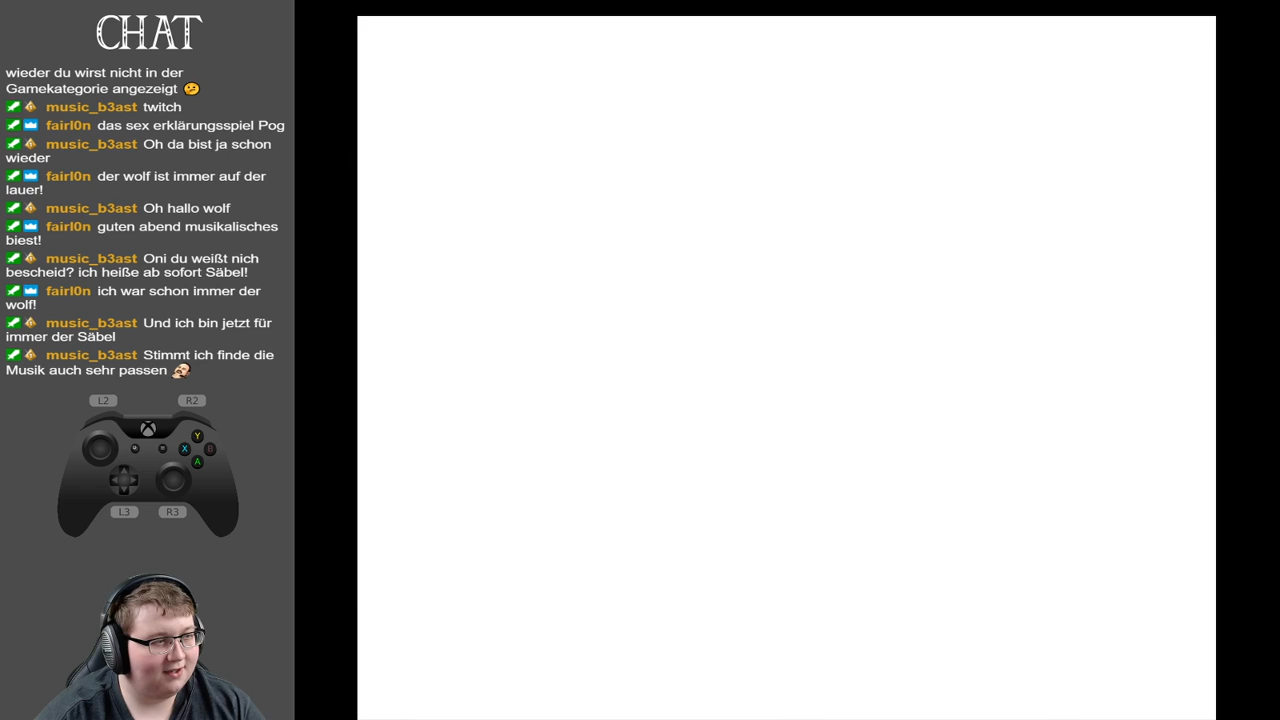 CHAT
wieder du wirst nicht in der
Gamekategorie angezeigt
music_b3ast twitch
fairl0n das sex erklärungsspiel Pog
music_b3ast Oh da bist ja schon
wieder
fairl0n der wolf ist immer auf der
lauer!
music_b3ast Oh hallo wolf
fairl0n guten abend musikalisches
biest!
music_b3ast Oni du weißt nich
bescheid? ich heiße ab sofort Säbel!
fairl0n ich war schon immer der
wolf!
music_b3ast Und ich bin jetzt für
immer der Säbel
music_b3ast Stimmt ich finde die
Musik auch sehr passen
L2 R2
Y
X B
A
L3 R3